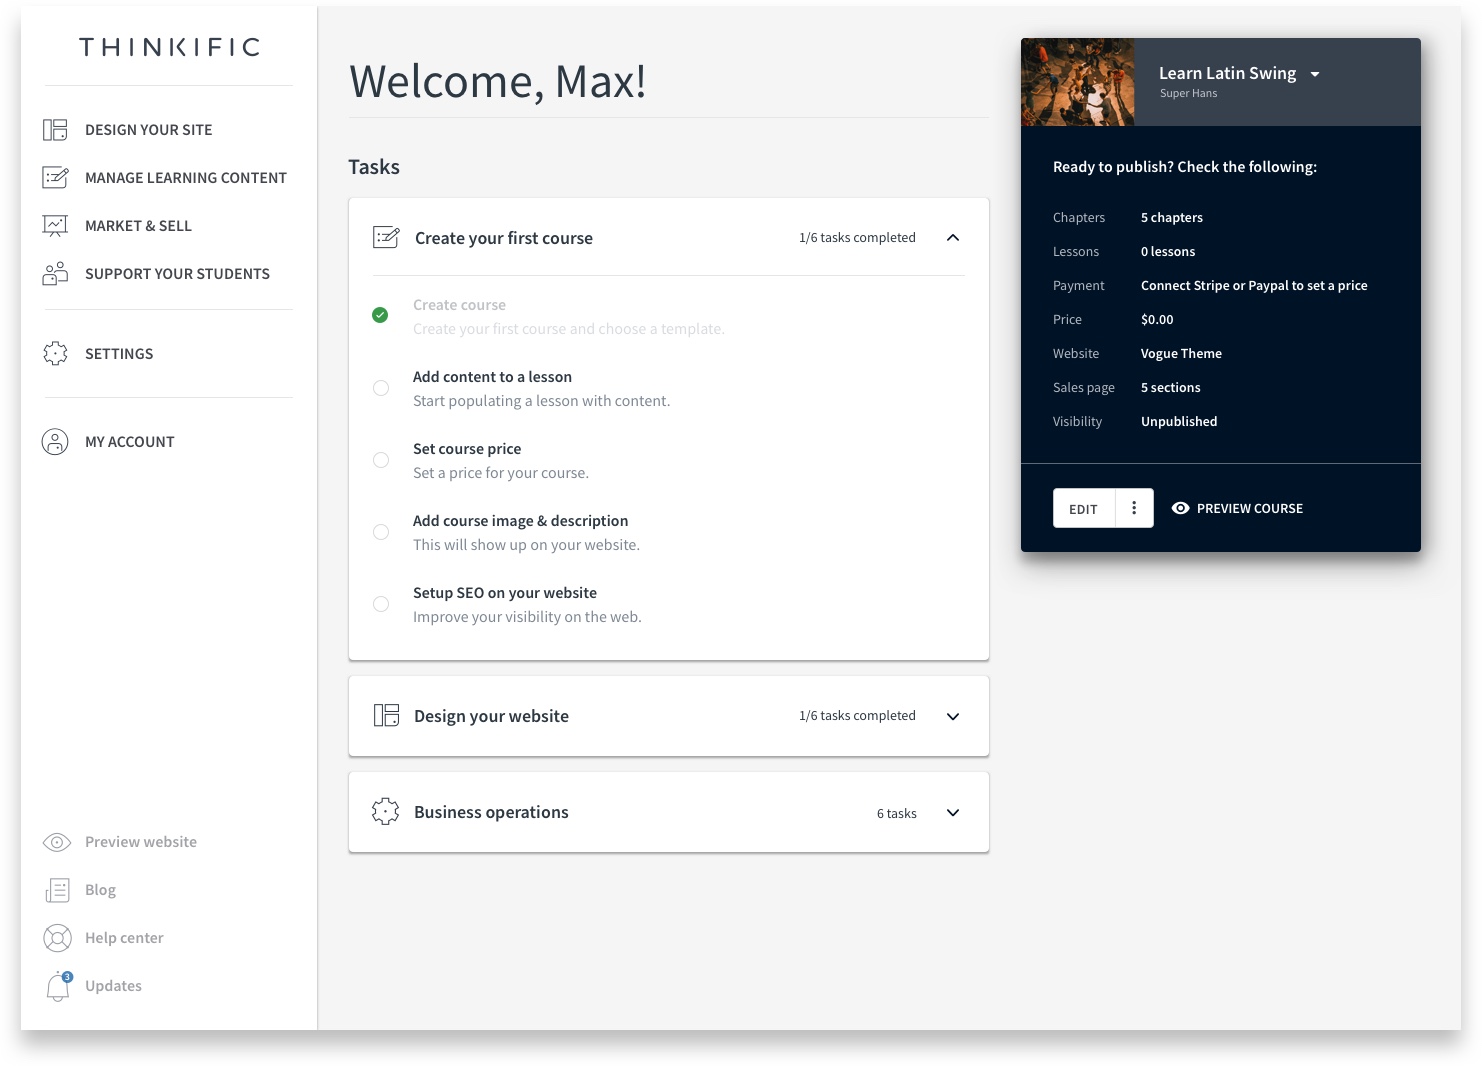 THINKIFIC
DESIGN YOUR SITE
MANAGE LEARNING CONTENT
MARKET & SELL
SUPPORT YOUR STUDENTS
SETTINGS
MY ACCOUNT
Preview website
Blog
Help center
3
Updates
Welcome, Max!
Tasks
Create your first course
1/6 tasks completed
Create course
Create your first course and choose a template.
Add content to a lesson
Start populating a lesson with content.
Set course price
Set a price for your course.
Add course image & description
This will show up on your website.
Setup SEO on your website
Improve your visibility on the web.
Design your website
1/6 tasks completed
Business operations
6 tasks
Learn Latin Swing
Super Hans
Ready to publish? Check the following:
Chapters 5 chapters
Lessons 0 lessons
Payment Connect Stripe or Paypal to set a price
Price $0.00
Website Vogue Theme
Sales page 5 sections
Visibility Unpublished
EDIT
PREVIEW COURSE